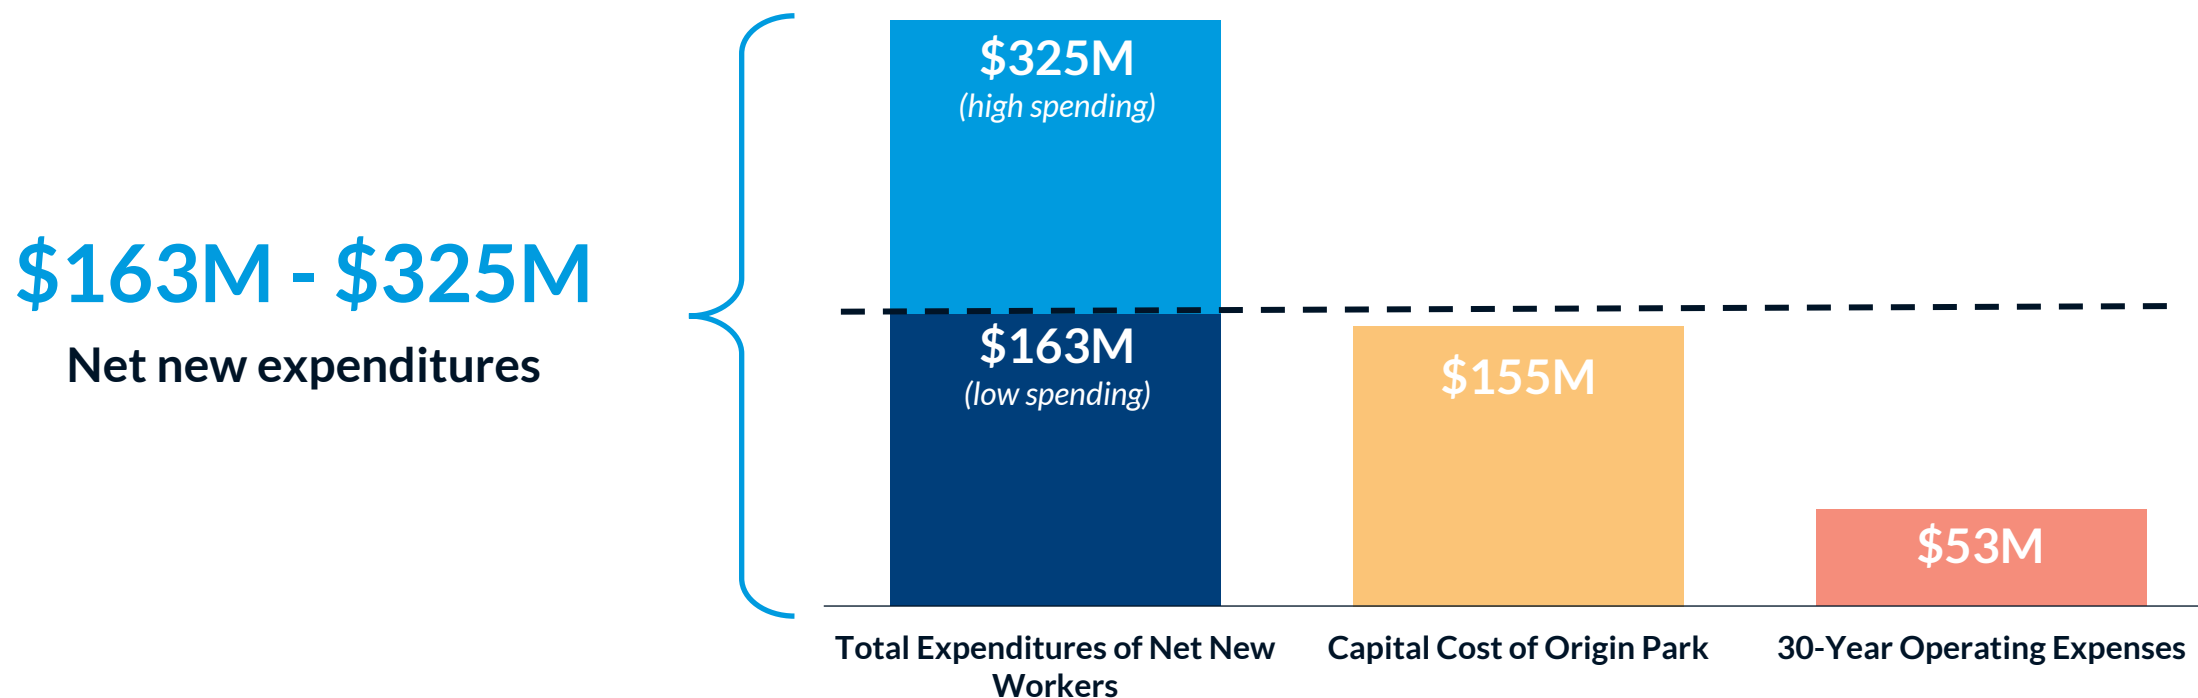 $163M - $325M
Net new expenditures
$325M
(high spending)
$163M
(low spending)
$155M
$53M
Total Expenditures of Net New
Workers
Capital Cost of Origin Park
30-Year Operating Expenses